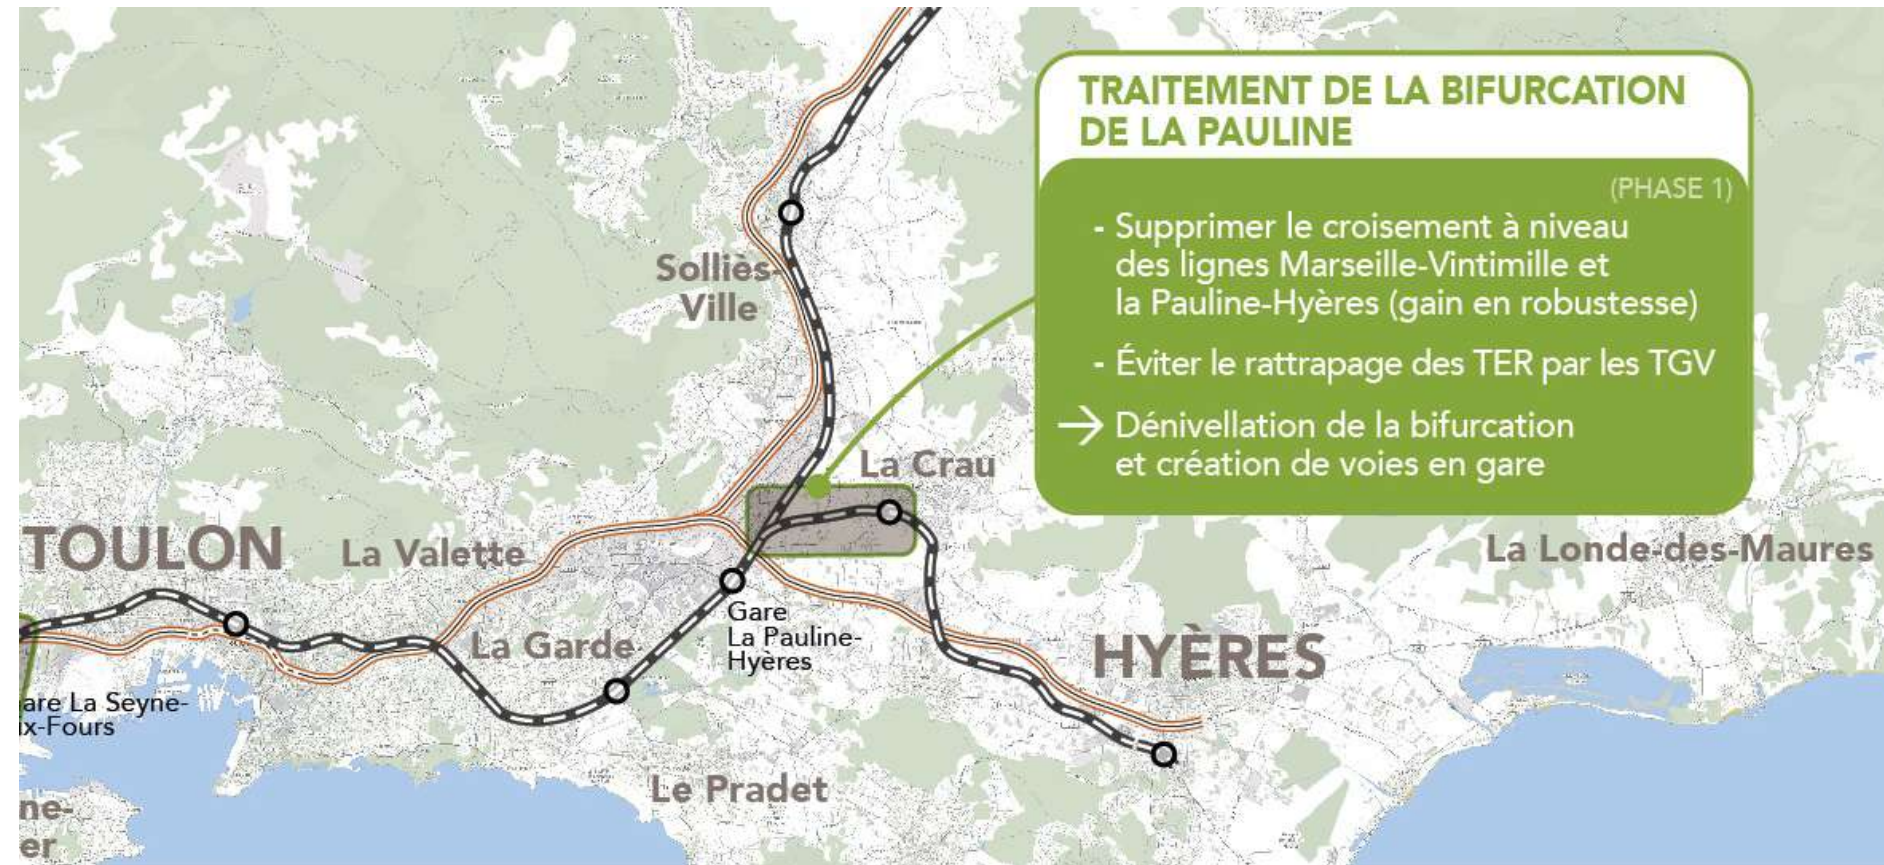 TRAITEMENT DE LA BIFURCATION
DE LA PAULINE
(PHASE 1)
- Supprimer le croisement à niveau
des lignes Marseille-Vintimille et
la Pauline-Hyères (gain en robustesse)
- Éviter le rattrapage des TER par les TGV
→ Dénivellation de la bifurcation
et création de voies en gare
Solliès-
Ville
La Crau
TOULON
La Valette
La Londe-des-Maures
Gare
La Pauline-
Hyères
La Garde
HYÈRES
are La Seyne-
ix-Fours
Le Pradet
ne-
er